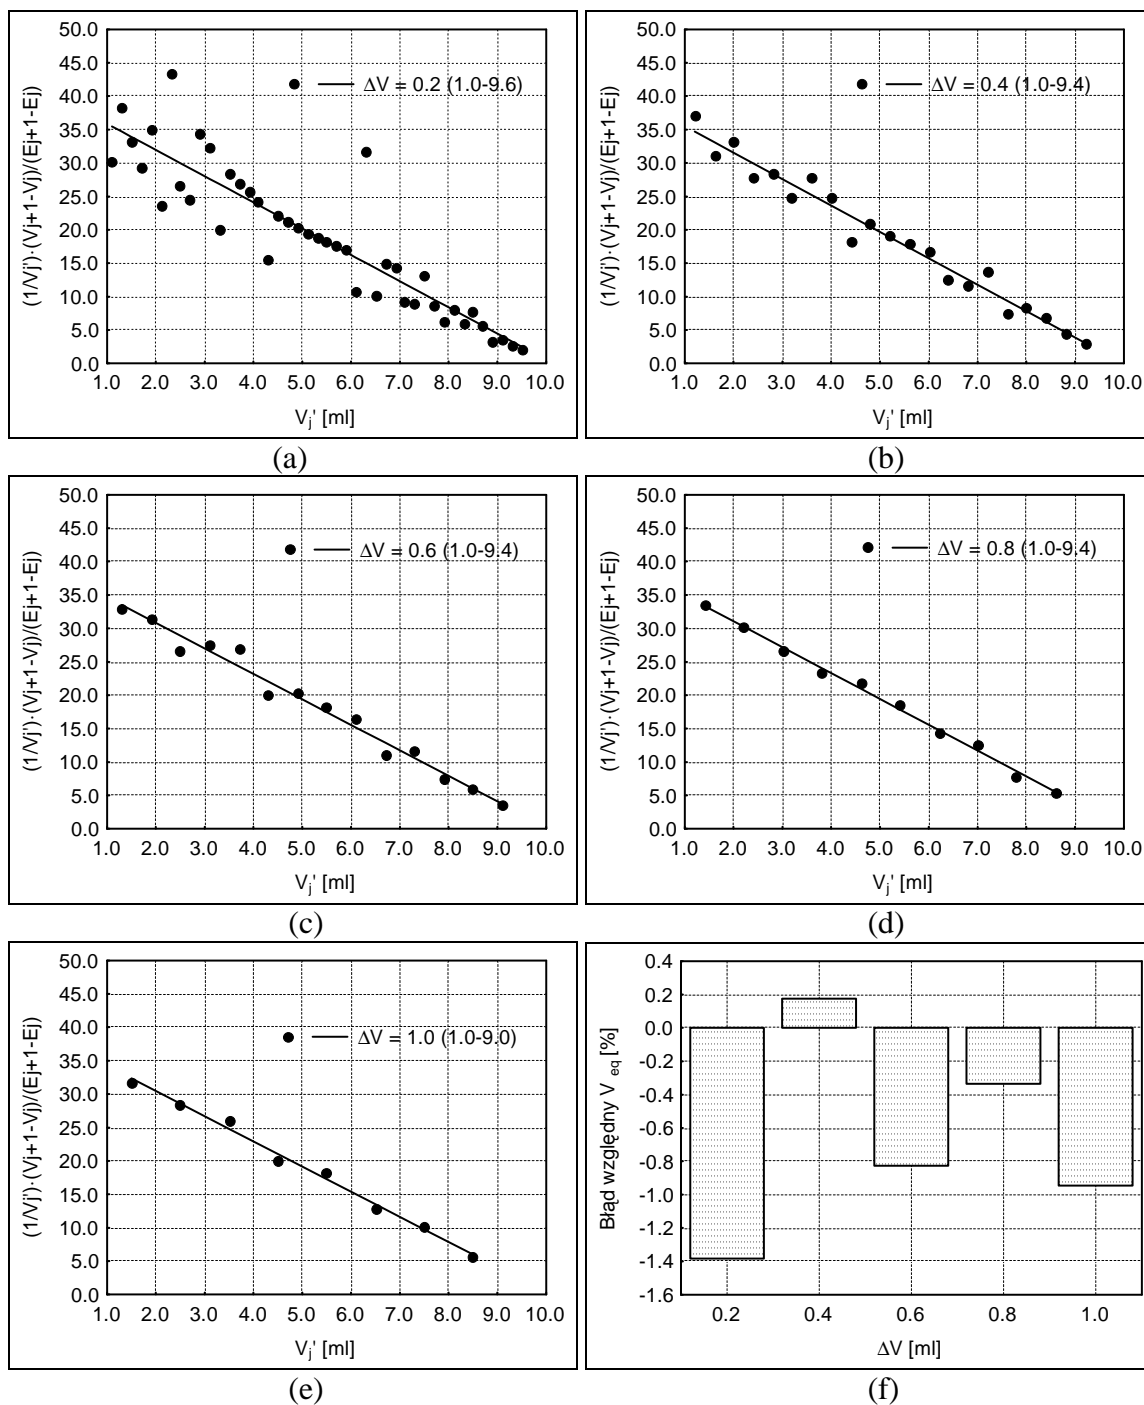 50.0
45.0
40.0
35.0
30.0
25.0
20.0
15.0
10.0
5.0
0.0
(1/Vj')·(Vj+1-Vj)/(Ej+1-Ej)
ΔV = 0.2 (1.0-9.6)
1.0 2.0 3.0 4.0 5.0 6.0 7.0 8.0 9.0 10.0
Vj' [ml]
(a)
50.0
45.0
40.0
35.0
30.0
25.0
20.0
15.0
10.0
5.0
0.0
(1/Vj')·(Vj+1-Vj)/(Ej+1-Ej)
ΔV = 0.4 (1.0-9.4)
1.0 2.0 3.0 4.0 5.0 6.0 7.0 8.0 9.0 10.0
Vj' [ml]
(b)
50.0
45.0
40.0
35.0
30.0
25.0
20.0
15.0
10.0
5.0
0.0
(1/Vj')·(Vj+1-Vj)/(Ej+1-Ej)
ΔV = 0.6 (1.0-9.4)
1.0 2.0 3.0 4.0 5.0 6.0 7.0 8.0 9.0 10.0
Vj' [ml]
(c)
50.0
45.0
40.0
35.0
30.0
25.0
20.0
15.0
10.0
5.0
0.0
(1/Vj')·(Vj+1-Vj)/(Ej+1-Ej)
ΔV = 0.8 (1.0-9.4)
1.0 2.0 3.0 4.0 5.0 6.0 7.0 8.0 9.0 10.0
Vj' [ml]
(d)
50.0
45.0
40.0
35.0
30.0
25.0
20.0
15.0
10.0
5.0
0.0
(1/Vj')·(Vj+1-Vj)/(Ej+1-Ej)
ΔV = 1.0 (1.0-9.0)
1.0 2.0 3.0 4.0 5.0 6.0 7.0 8.0 9.0 10.0
Vj' [ml]
(e)
0.4
0.2
0.0
-0.2
-0.4
-0.6
-0.8
-1.0
-1.2
-1.4
-1.6
Błąd względny V eq [%]
0.2 0.4 0.6 0.8 1.0
ΔV [ml]
(f)